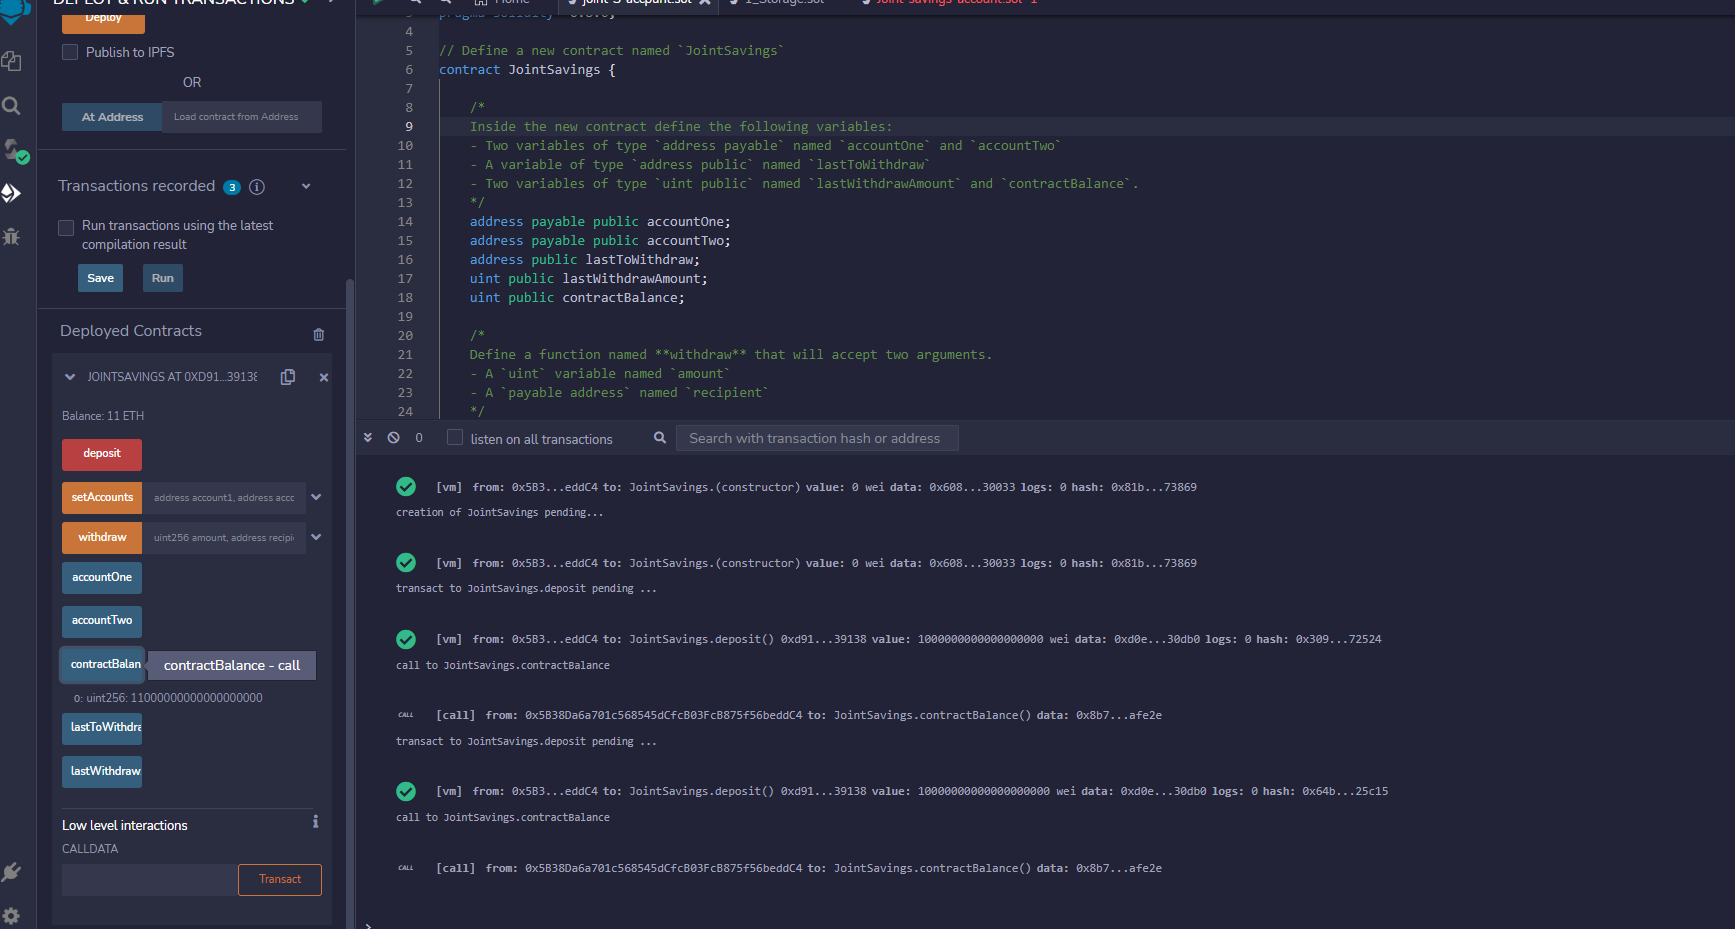 DEPLOY & RUN TRANSACTIONS
Deploy
Publish to IPFS
OR
At Address
Load contract from Address
Transactions recorded 3 i
Run transactions using the latest
compilation result
Save
Run
Deployed Contracts
JOINTSAVINGS AT 0XD91...39138
Balance: 11 ETH
deposit
setAccounts
address account1, address acco
withdraw
uint256 amount, address recipi
accountOne
accountTwo
contractBalan
contractBalance - call
0: uint256: 11000000000000000000
lastToWithdra
lastWithdraw
Low level interactions
i
CALLDATA
Transact
Home
joint-S-accpunt.sol
1_Storage.sol
Joint-savings-account.sol 1
3 pragma solidity
4
5 // Define a new contract named `JointSavings`
6 contract JointSavings {
7
8 /*
9 Inside the new contract define the following variables:
10 - Two variables of type `address payable` named `accountOne` and `accountTwo`
11 - A variable of type `address public` named `lastToWithdraw`
12 - Two variables of type `uint public` named `lastWithdrawAmount` and `contractBalance`.
13 */
14 address payable public accountOne;
15 address payable public accountTwo;
16 address public lastToWithdraw;
17 uint public lastWithdrawAmount;
18 uint public contractBalance;
19
20 /*
21 Define a function named **withdraw** that will accept two arguments.
22 - A `uint` variable named `amount`
23 - A `payable address` named `recipient`
24 */
0
listen on all transactions
Search with transaction hash or address
[vm] from: 0x5B3...eddC4 to: JointSavings.(constructor) value: 0 wei data: 0x608...30033 logs: 0 hash: 0x81b...73869
creation of JointSavings pending...
[vm] from: 0x5B3...eddC4 to: JointSavings.(constructor) value: 0 wei data: 0x608...30033 logs: 0 hash: 0x81b...73869
transact to JointSavings.deposit pending ...
[vm] from: 0x5B3...eddC4 to: JointSavings.deposit() 0xd91...39138 value: 1000000000000000000 wei data: 0xd0e...30db0 logs: 0 hash: 0x309...72524
call to JointSavings.contractBalance
CALL [call] from: 0x5B38Da6a701c568545dCfcB03FcB875f56beddC4 to: JointSavings.contractBalance() data: 0x8b7...afe2e
transact to JointSavings.deposit pending ...
[vm] from: 0x5B3...eddC4 to: JointSavings.deposit() 0xd91...39138 value: 10000000000000000000 wei data: 0xd0e...30db0 logs: 0 hash: 0x64b...25c15
call to JointSavings.contractBalance
CALL [call] from: 0x5B38Da6a701c568545dCfcB03FcB875f56beddC4 to: JointSavings.contractBalance() data: 0x8b7...afe2e
>